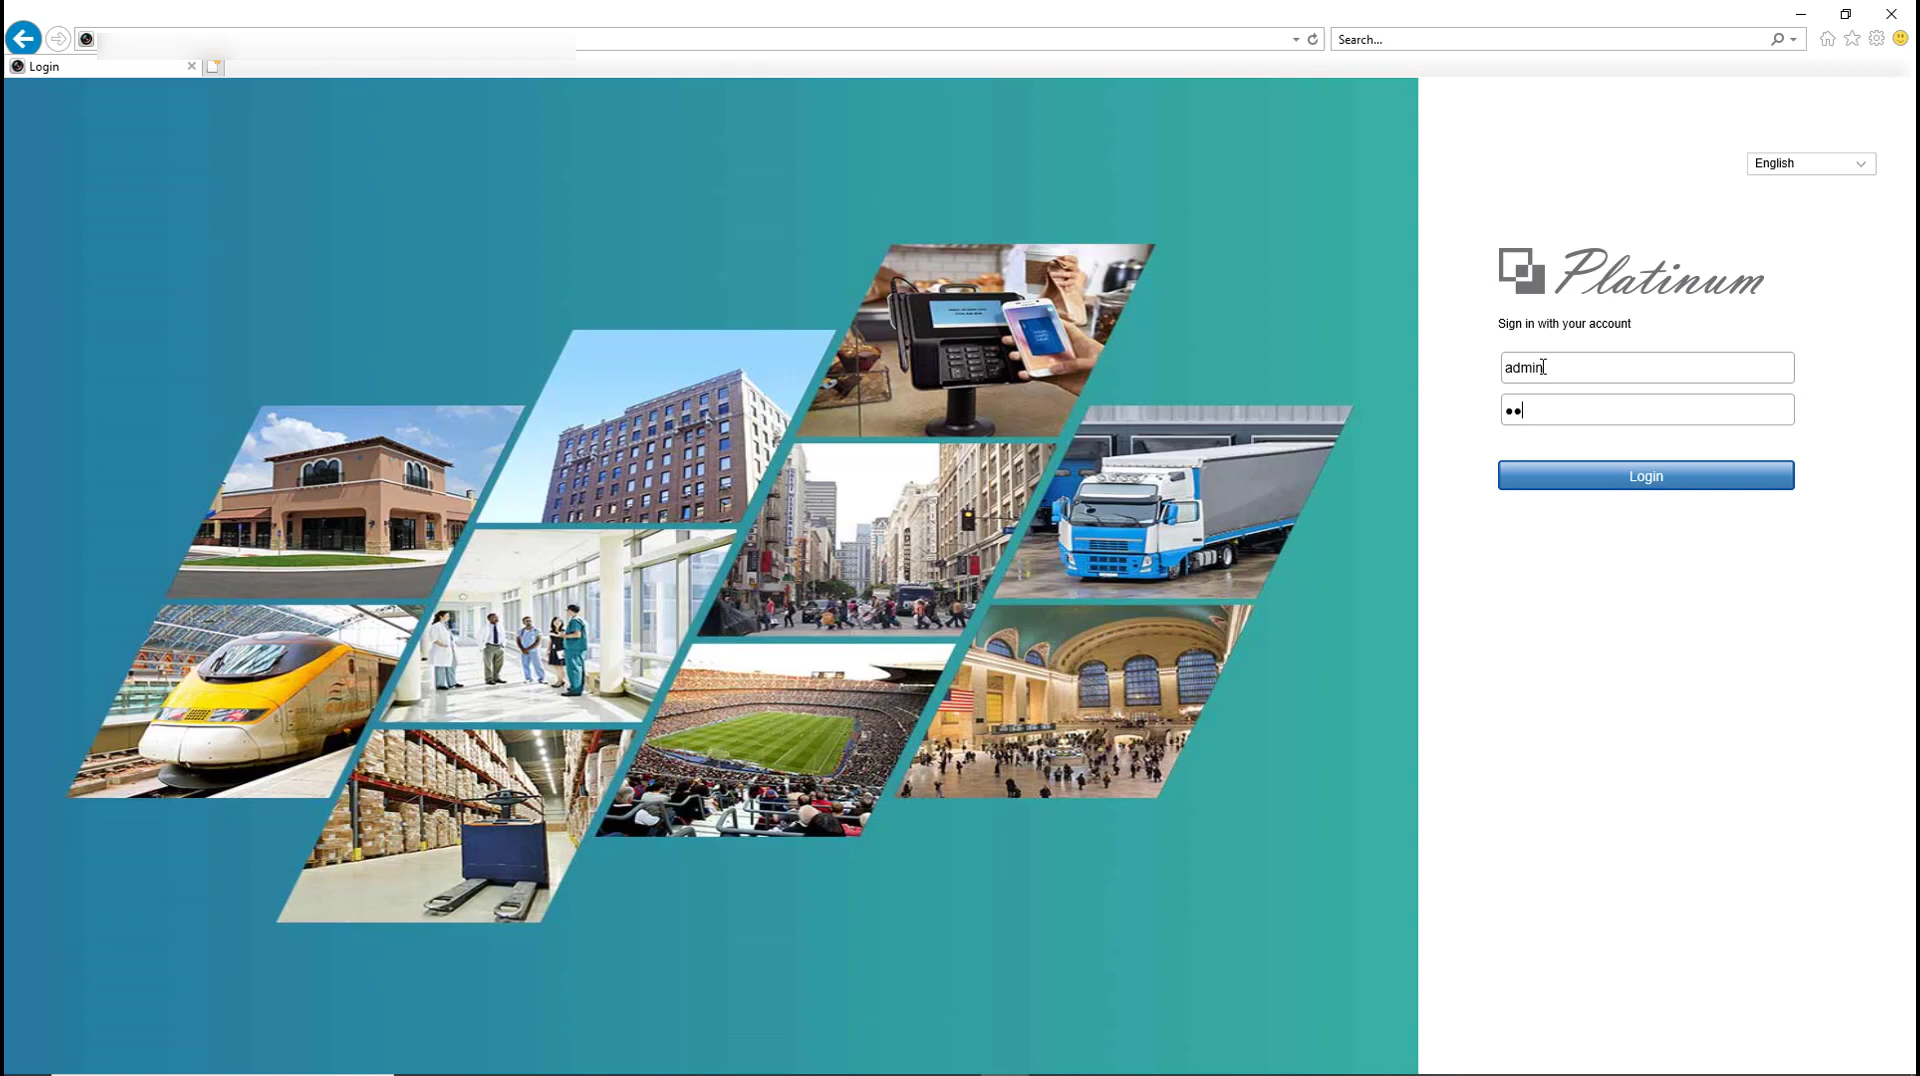 Search...
Login
English
Platinum
Sign in with your account
admin
Login